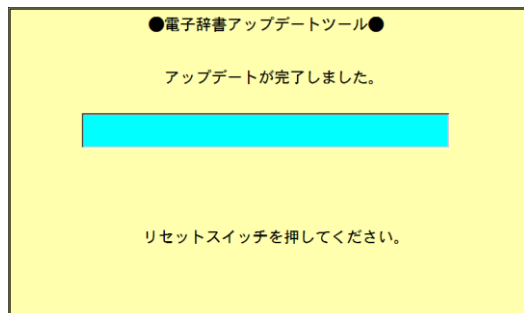 ●電子辞書アップデートツール●
アップデートが完了しました。
リセットスイッチを押してください。